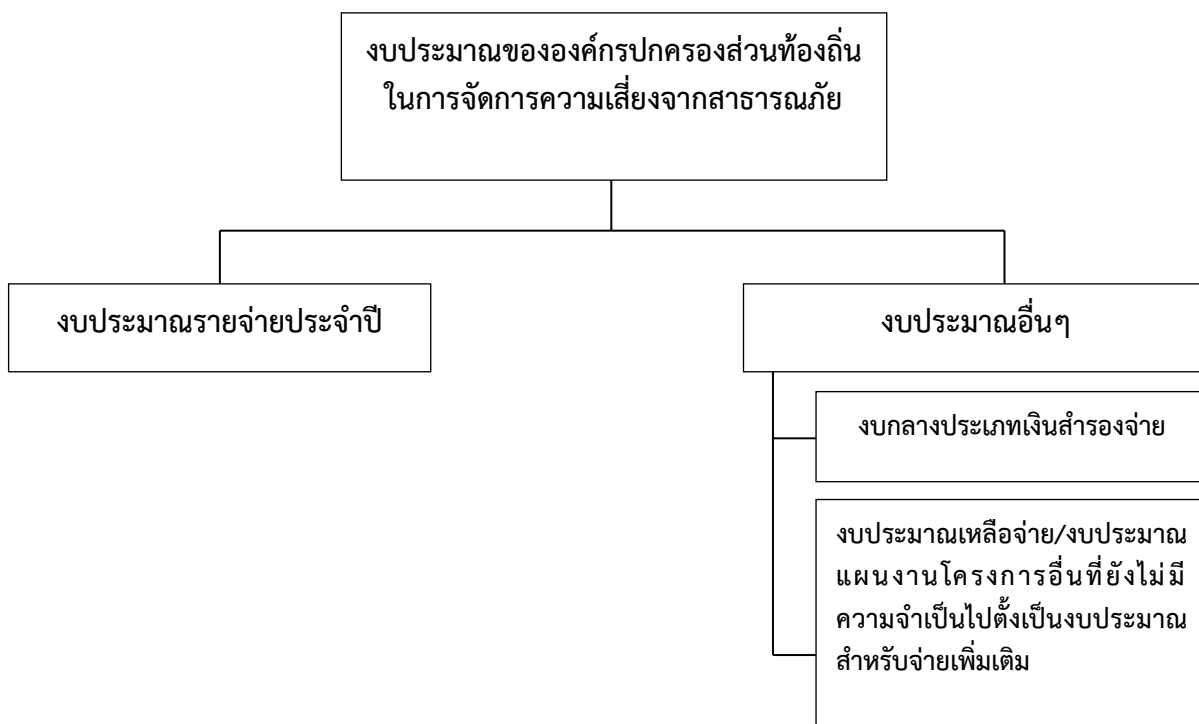 งบประมาณขององค์กรปกครองส่วนท้องถิ่น
ในการจัดการความเสี่ยงจากสาธารณภัย
งบประมาณรายจ่ายประจำปี
งบประมาณอื่นๆ
งบกลางประเภทเงินสำรองจ่าย
งบประมาณเหลือจ่าย/งบประมาณ
แผนงานโครงการอื่นที่ยังไม่มี
ความจำเป็นไปตั้งเป็นงบประมาณ
สำหรับจ่ายเพิ่มเติม